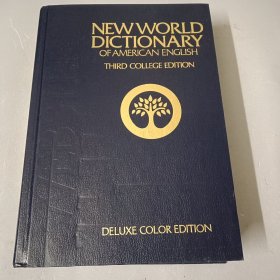 NEW WORLD
DICTIONARY
OF AMERICAN ENGLISH
THIRD COLLEGE EDITION
DELUXE COLOR EDITION